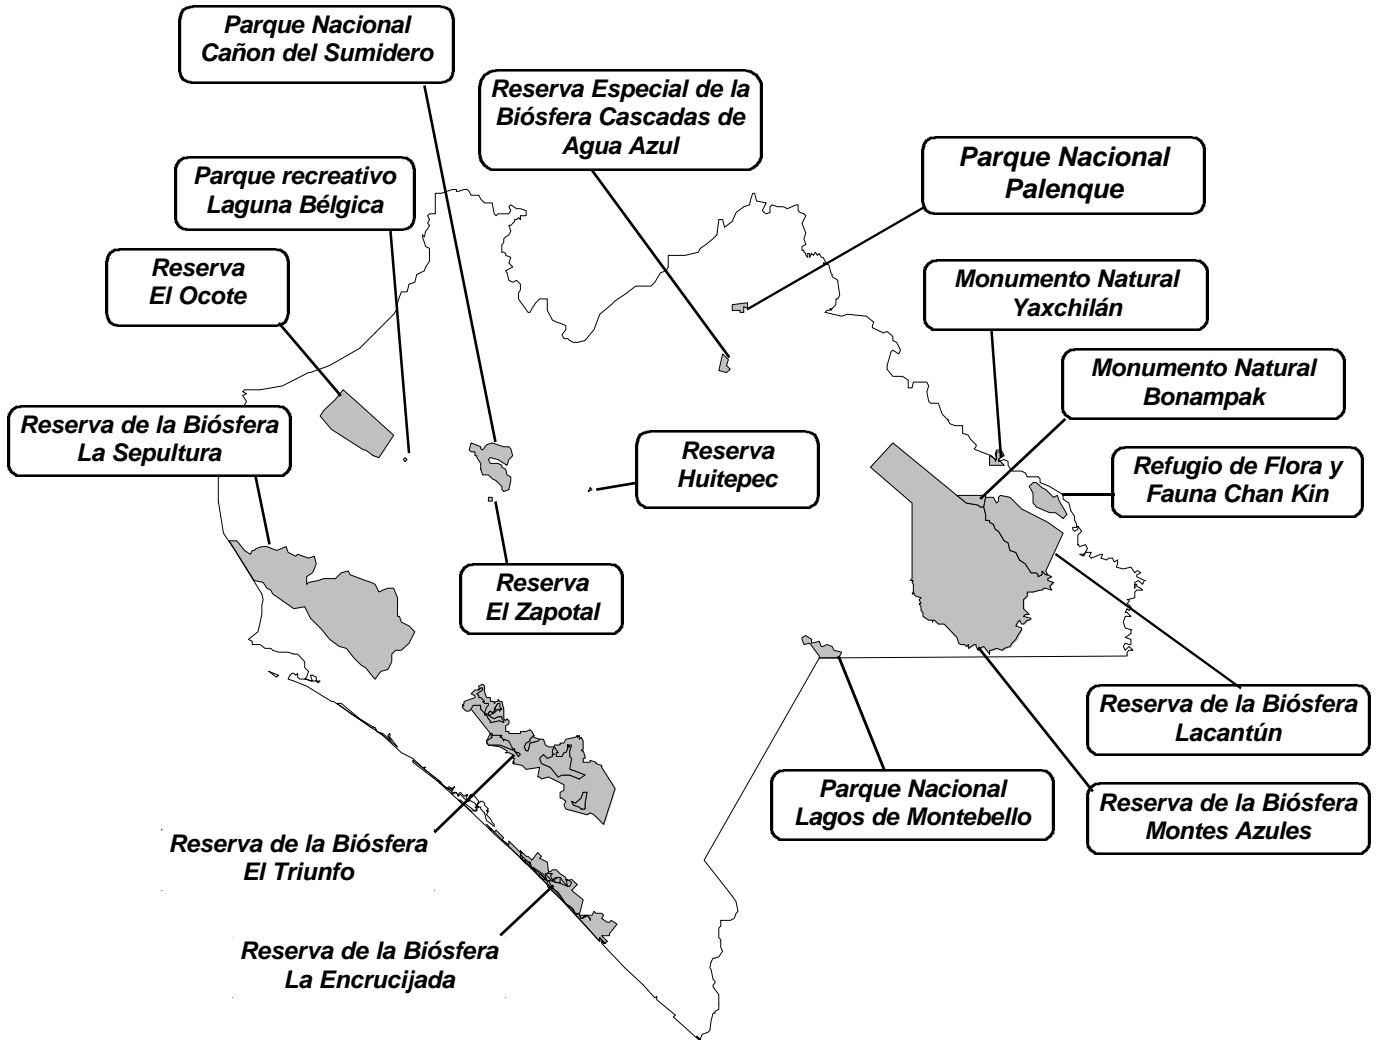 Parque Nacional
Cañon del Sumidero
Reserva Especial de la
Biósfera Cascadas de
Agua Azul
Parque Nacional
Palenque
Parque recreativo
Laguna Bélgica
Reserva
El Ocote
Monumento Natural
Yaxchilán
Monumento Natural
Bonampak
Reserva de la Biósfera
La Sepultura
Reserva
Huitepec
Refugio de Flora y
Fauna Chan Kin
Reserva
El Zapotal
Reserva de la Biósfera
Lacantún
Parque Nacional
Lagos de Montebello
Reserva de la Biósfera
Montes Azules
Reserva de la Biósfera
El Triunfo
Reserva de la Biósfera
La Encrucijada